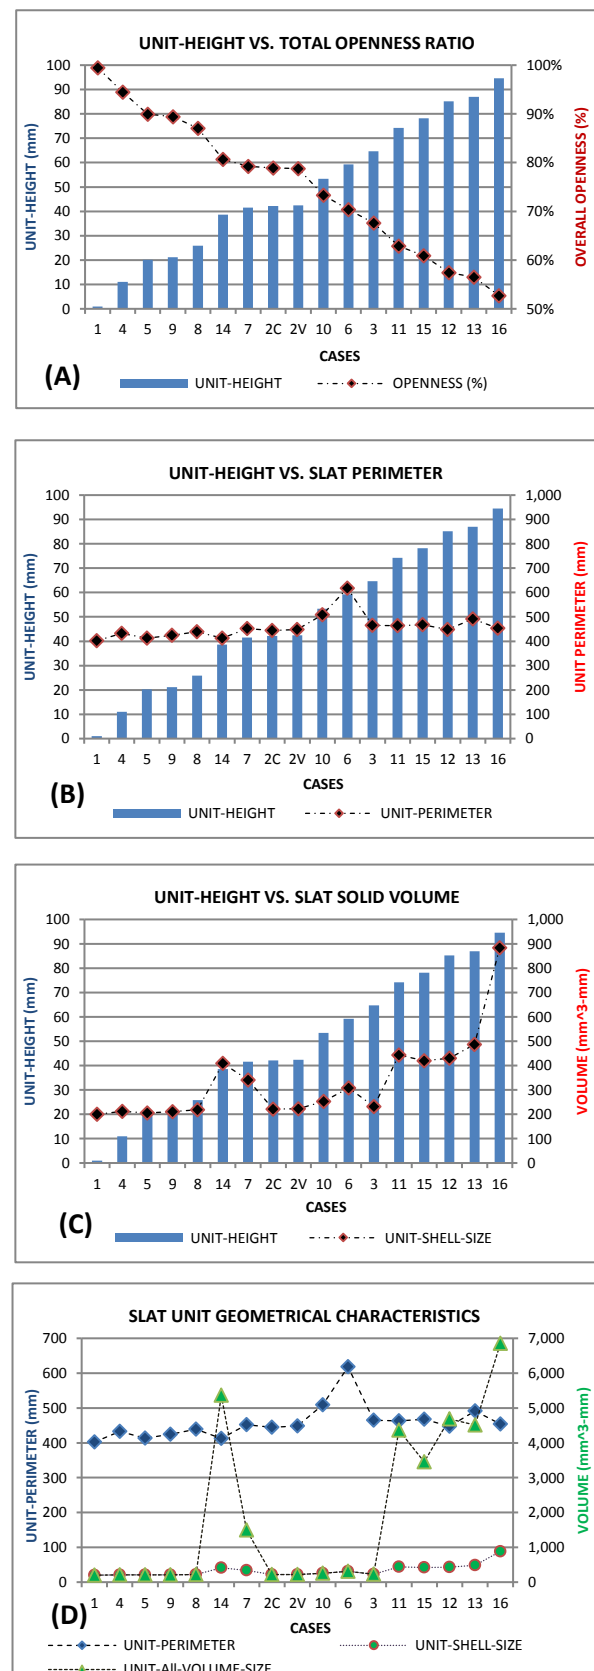 UNIT-HEIGHT VS. TOTAL OPENNESS RATIO
100 100%
90
80 90%
70
60 80%
50
40 70%
30
20 60%
10
0 50%
UNIT-HEIGHT (mm)
OVERALL OPENNESS (%)
1 4 5 9 8 14 7 2C 2V 10 6 3 11 15 12 13 16
CASES
(A)
UNIT-HEIGHT OPENNESS (%)
UNIT-HEIGHT VS. SLAT PERIMETER
100 1,000
90 900
80 800
70 700
60 600
50 500
40 400
30 300
20 200
10 100
0 0
UNIT-HEIGHT (mm)
UNIT PERIMETER (mm)
1 4 5 9 8 14 7 2C 2V 10 6 3 11 15 12 13 16
CASES
(B)
UNIT-HEIGHT UNIT-PERIMETER
UNIT-HEIGHT VS. SLAT SOLID VOLUME
100 1,000
90 900
80 800
70 700
60 600
50 500
40 400
30 300
20 200
10 100
0 0
UNIT-HEIGHT (mm)
VOLUME (mm^3-mm)
1 4 5 9 8 14 7 2C 2V 10 6 3 11 15 12 13 16
CASES
(C)
UNIT-HEIGHT UNIT-SHELL-SIZE
SLAT UNIT GEOMETRICAL CHARACTERISTICS
700 7,000
600 6,000
500 5,000
400 4,000
300 3,000
200 2,000
100 1,000
0 0
UNIT-PERIMETER (mm)
VOLUME (mm^3-mm)
1 4 5 9 8 14 7 2C 2V 10 6 3 11 15 12 13 16
CASES
(D)
UNIT-PERIMETER UNIT-SHELL-SIZE
UNIT-All-VOLUME-SIZE